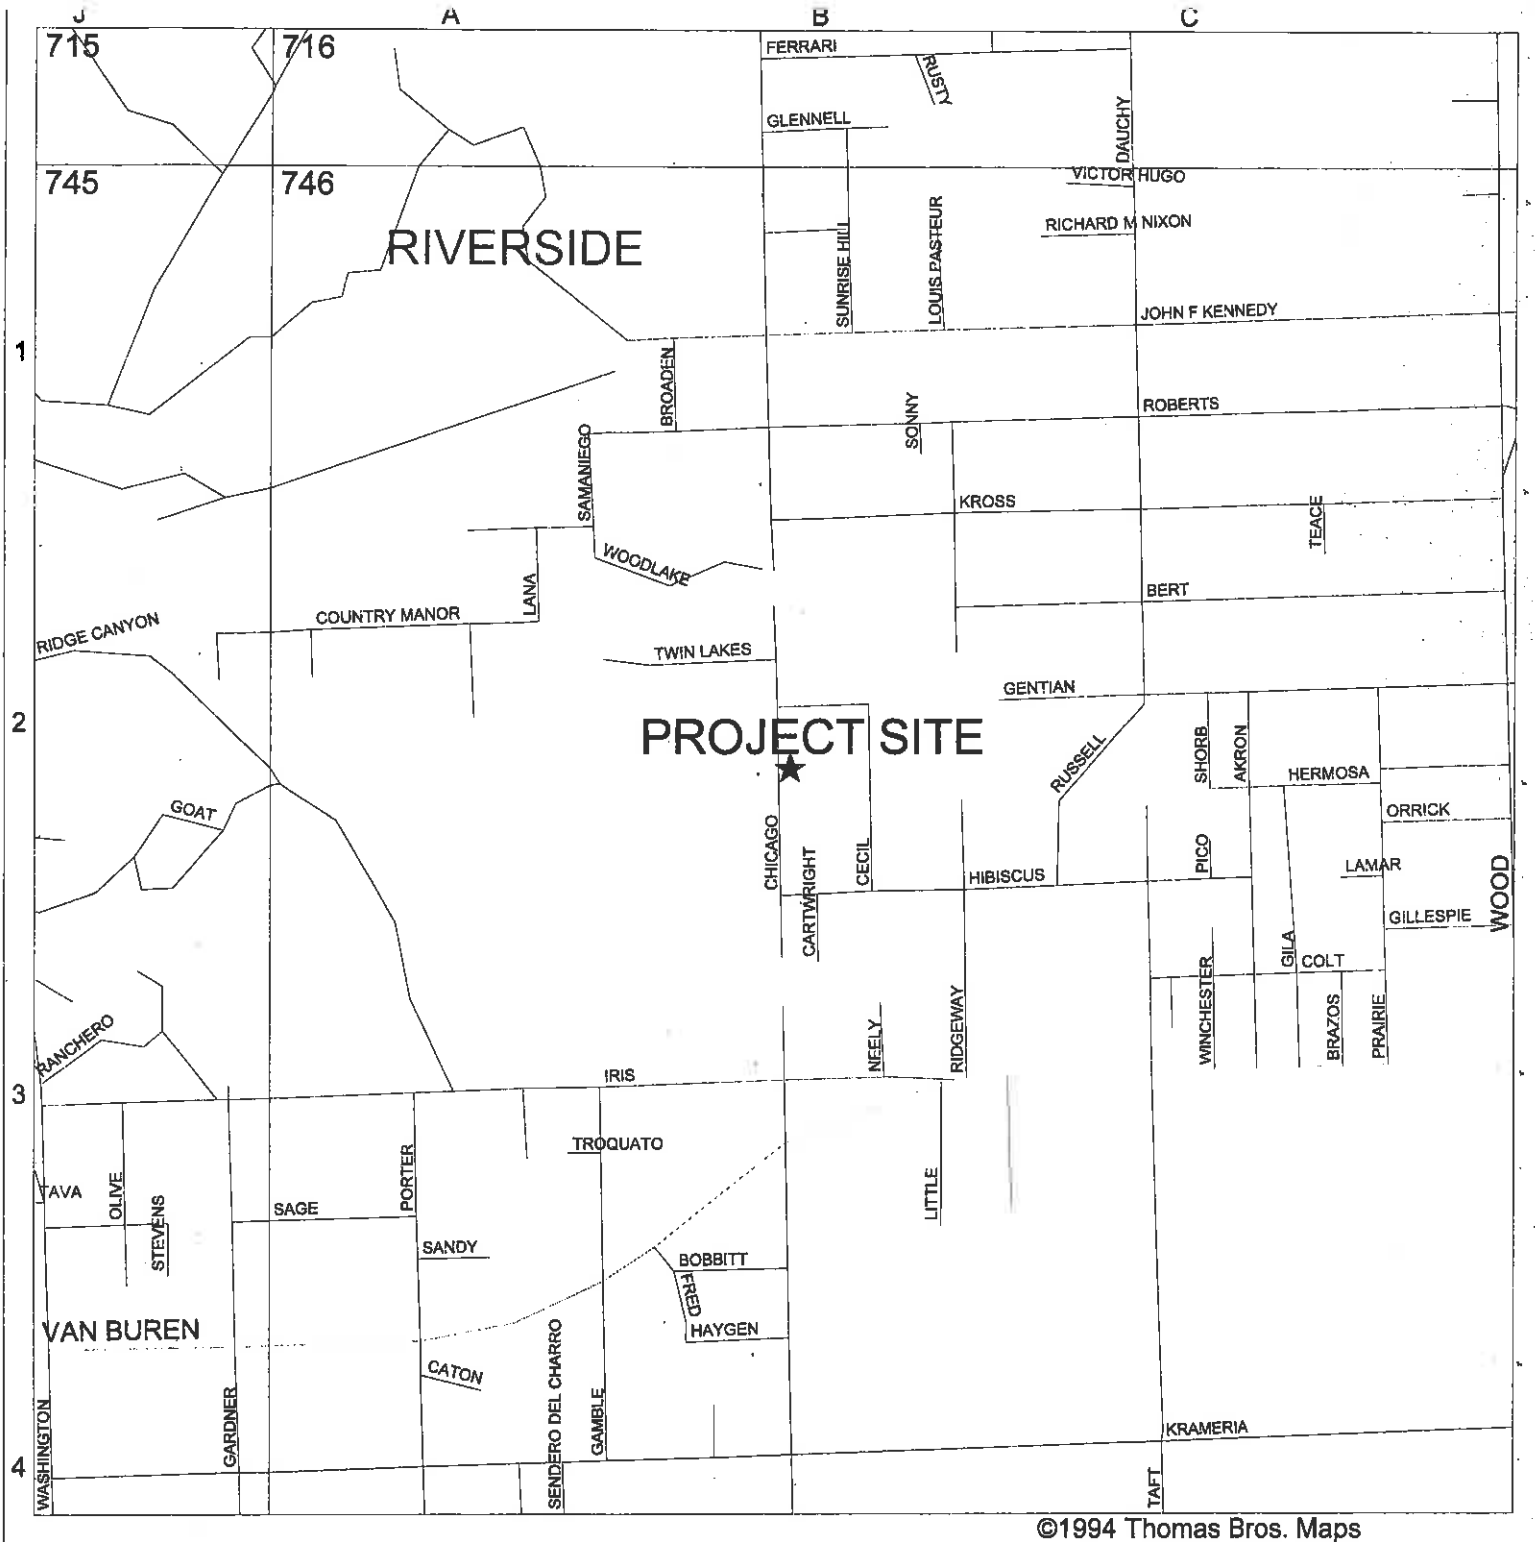 J
A
B
C
715
716
FERRARI
RUSTY
GLENNELL
DAUCHY
745
746
VICTOR HUGO
RIVERSIDE
SUNRISE HILL
LOUIS PASTEUR
RICHARD M NIXON
JOHN F KENNEDY
1
BROADEN
ROBERTS
SAMANIEGO
SONNY
KROSS
TEACE
WOODLAKE
LANA
BERT
COUNTRY MANOR
RIDGE CANYON
TWIN LAKES
GENTIAN
2
PROJECT SITE
RUSSELL
SHORB
AKRON
HERMOSA
GOAT
ORRICK
CHICAGO
CARTWRIGHT
CECIL
HIBISCUS
PICO
LAMAR
WOOD
GILLESPIE
GILA
COLT
WINCHESTER
BRAZOS
PRAIRIE
RANCHERO
NEELY
RIDGEWAY
IRIS
3
TROQUATO
PORTER
OLIVE
TAVA
STEVENS
SAGE
LITTLE
SANDY
BOBBITT
FRED
VAN BUREN
HAYGEN
CATON
SENDERO DEL CHARRO
GAMBLE
GARDNER
WASHINGTON
KRAMERIA
4
TAFT
©1994 Thomas Bros. Maps